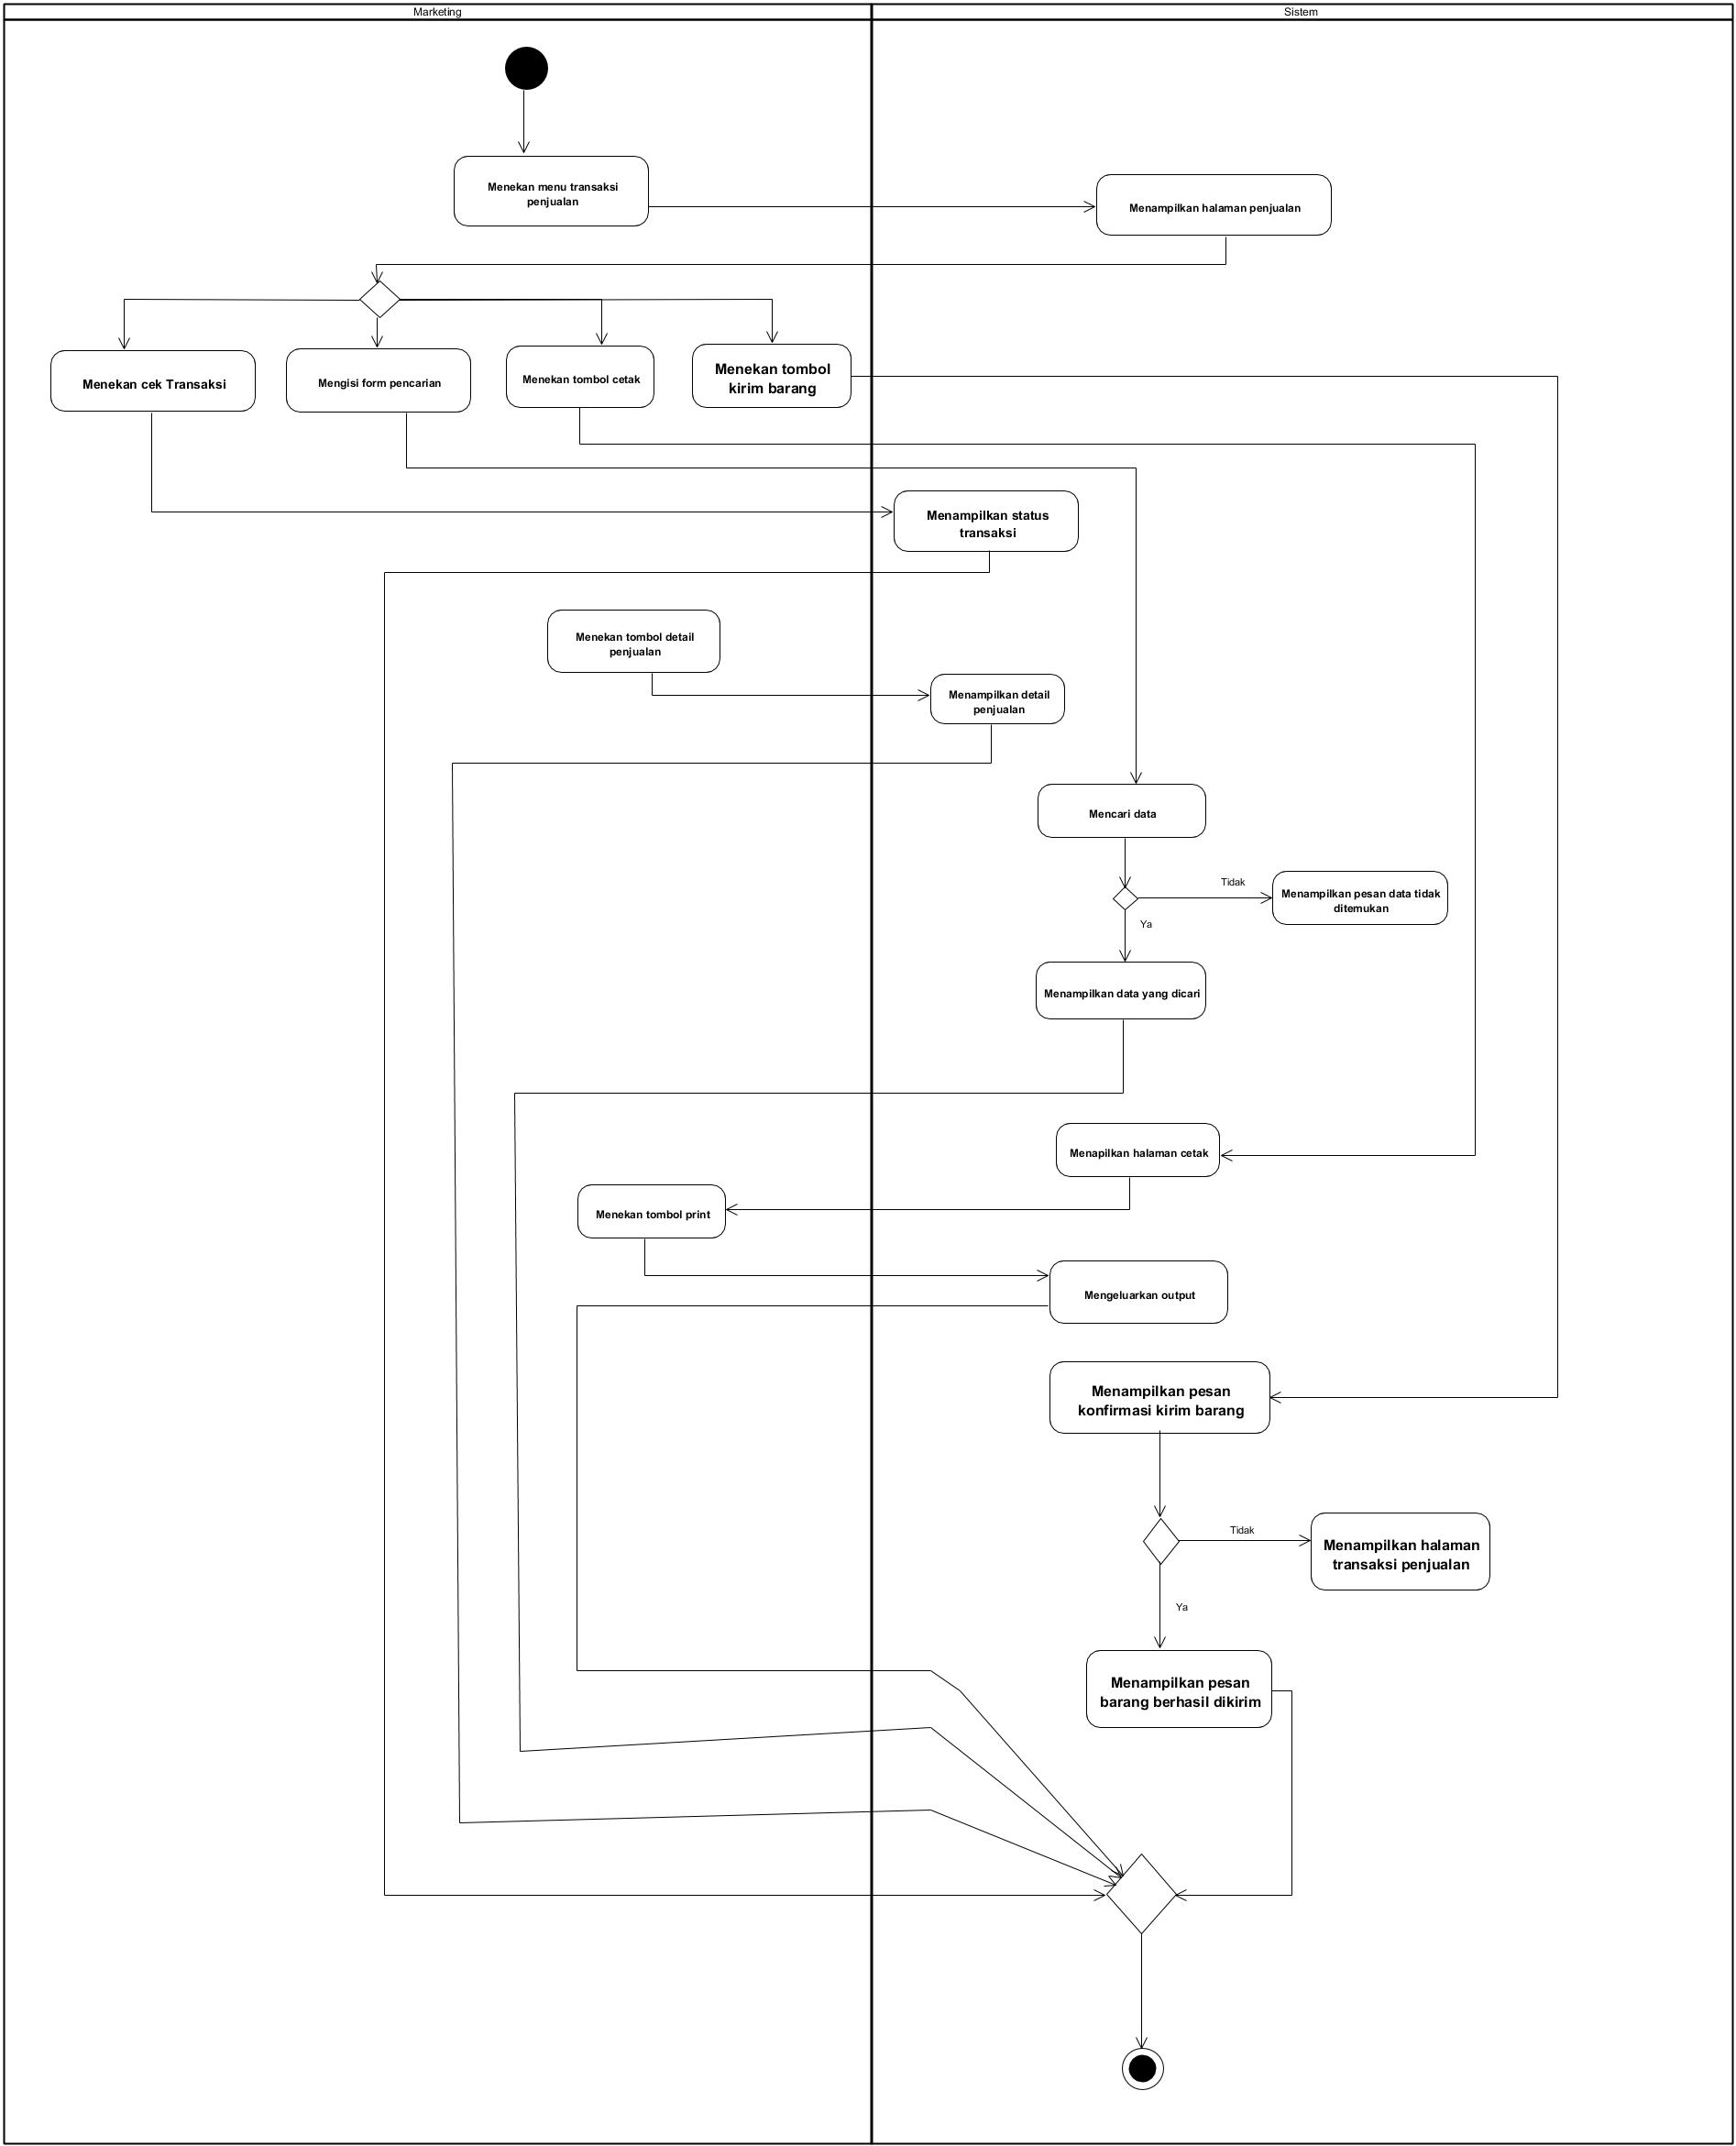 Marketing
Sistem
Menekan menu transaksi
penjualan
Menampilkan halaman penjualan
Menekan cek Transaksi
Mengisi form pencarian
Menekan tombol cetak
Menekan tombol
kirim barang
Menampilkan status
transaksi
Menekan tombol detail
penjualan
Menampilkan detail
penjualan
Mencari data
Tidak
Menampilkan pesan data tidak
ditemukan
Ya
Menampilkan data yang dicari
Menapilkan halaman cetak
Menekan tombol print
Mengeluarkan output
Menampilkan pesan
konfirmasi kirim barang
Tidak
Menampilkan halaman
transaksi penjualan
Ya
Menampilkan pesan
barang berhasil dikirim